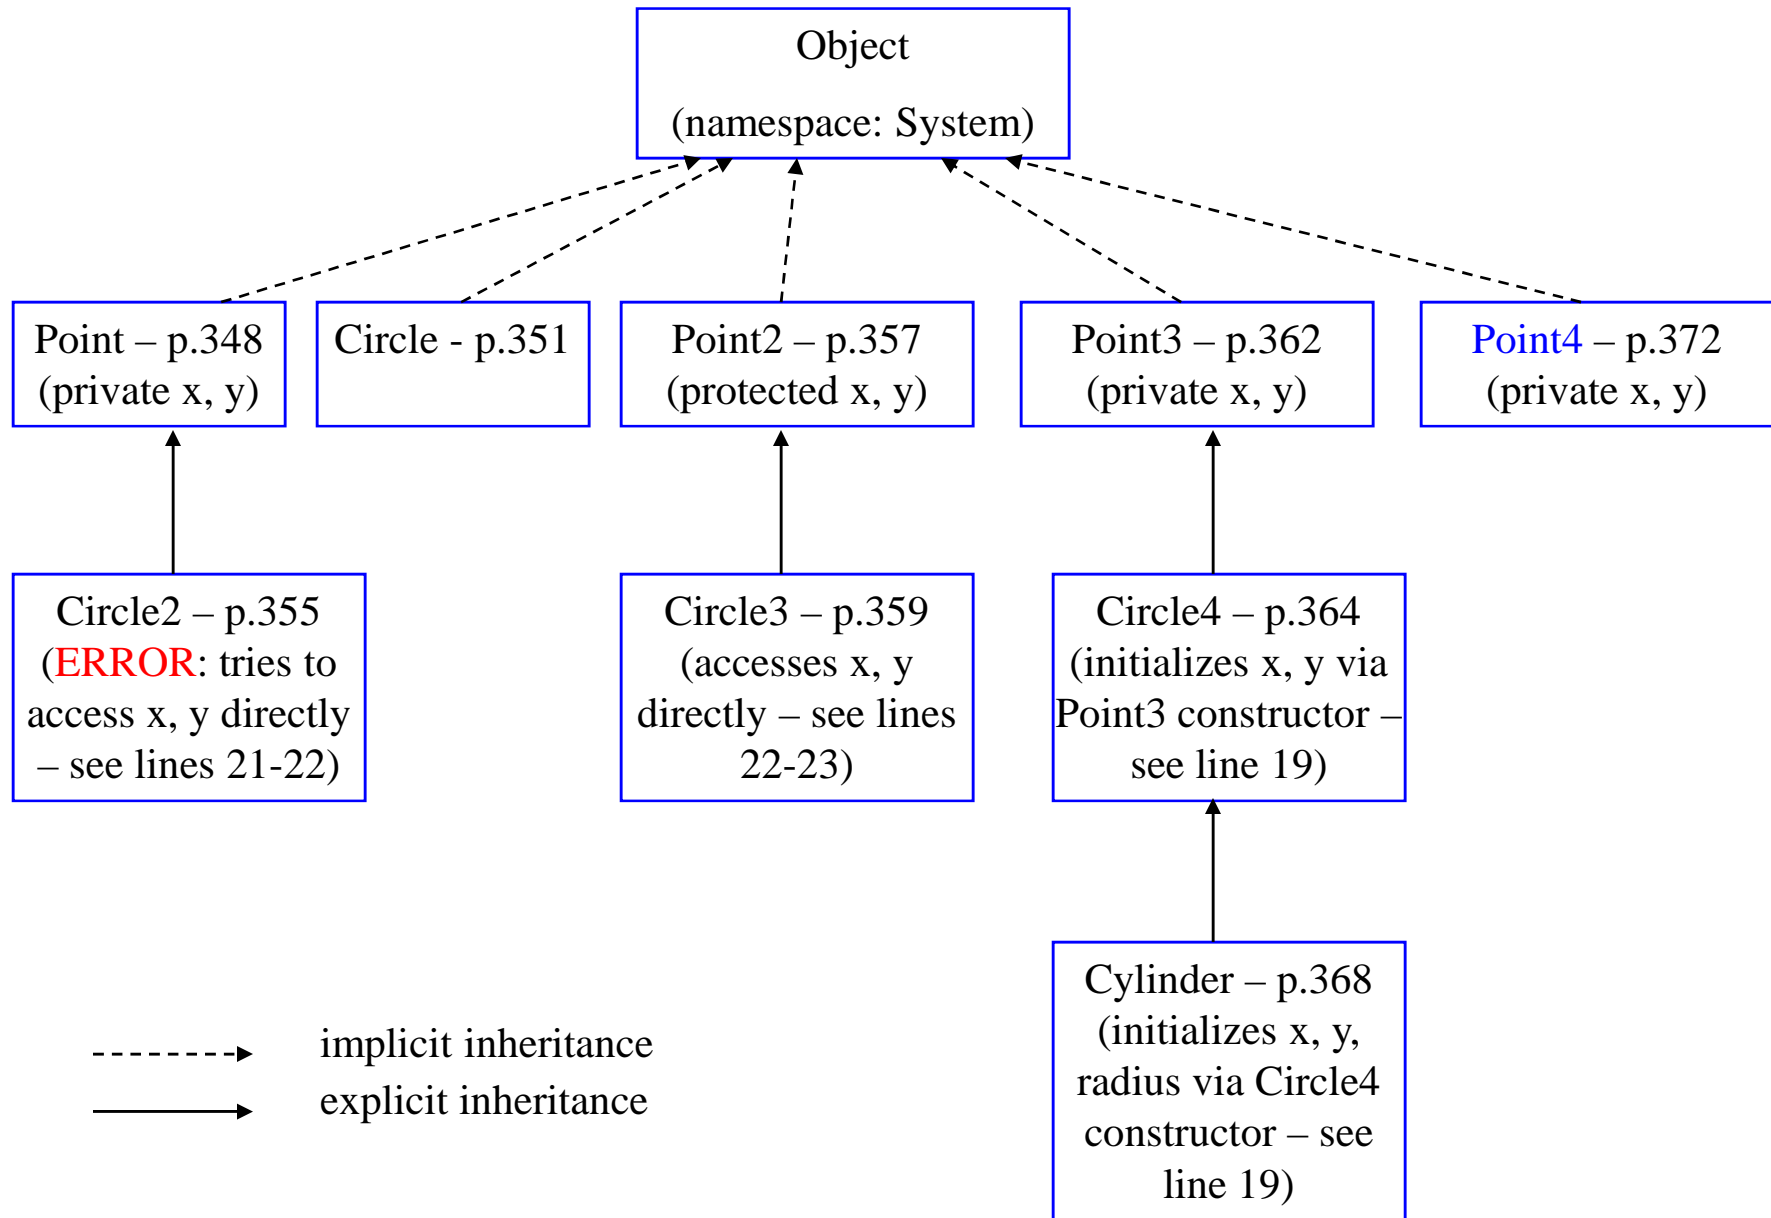 Object
(namespace: System)
Point – p.348
(private x, y)
Circle - p.351
Point2 – p.357
(protected x, y)
Point3 – p.362
(private x, y)
Point4 – p.372
(private x, y)
Circle2 – p.355
(ERROR: tries to
access x, y directly
– see lines 21-22)
Circle3 – p.359
(accesses x, y
directly – see lines
22-23)
Circle4 – p.364
(initializes x, y via
Point3 constructor –
see line 19)
Cylinder – p.368
(initializes x, y,
radius via Circle4
constructor – see
line 19)
implicit inheritance
explicit inheritance